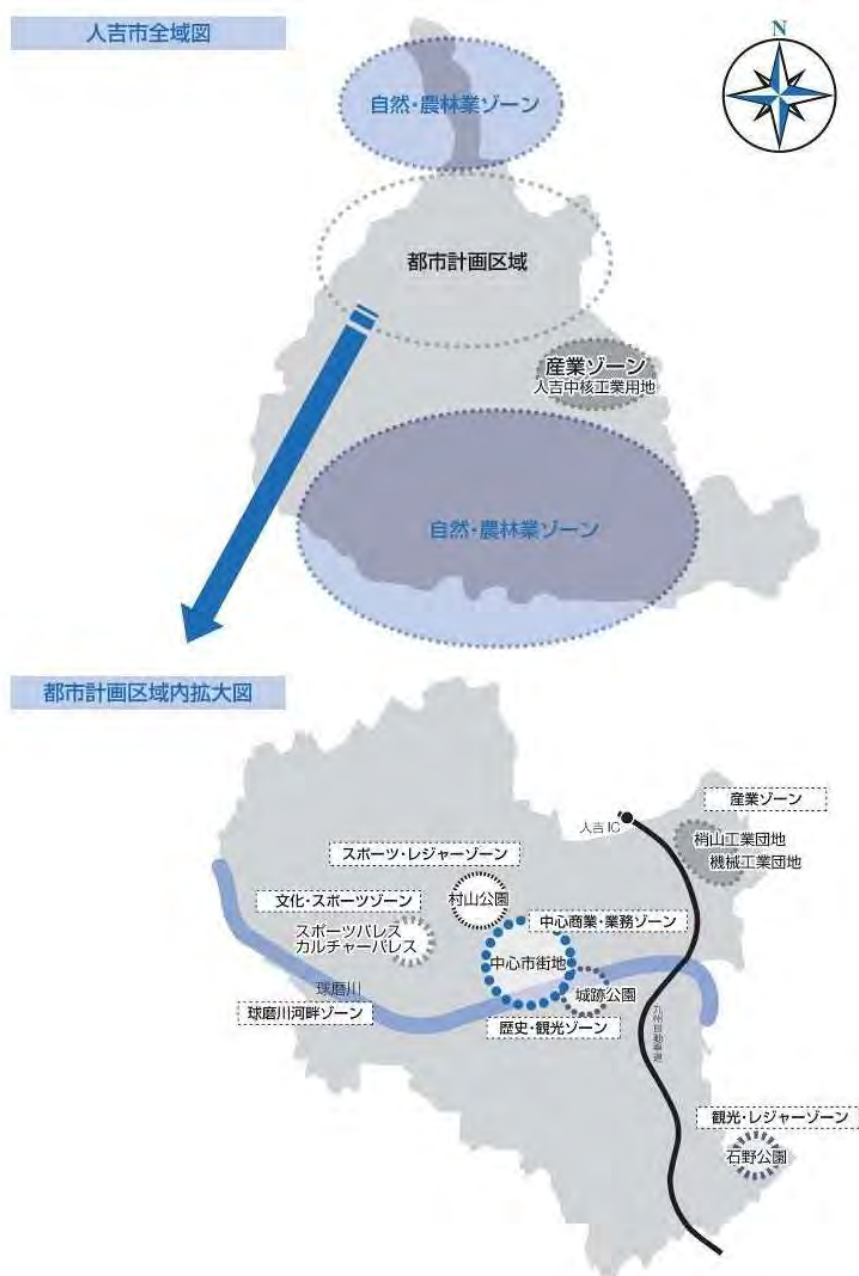 人吉市全域図
N
自然・農林業ゾーン
都市計画区域
産業ゾーン
人吉中核工業用地
自然・農林業ゾーン
都市計画区域内拡大図
産業ゾーン
人吉IC
梢山工業団地
機械工業団地
スポーツ・レジャーゾーン
村山公園
文化・スポーツゾーン
中心商業・業務ゾーン
スポーツパレス
カルチャーパレス
中心市街地
球磨川
城跡公園
球磨川河畔ゾーン
歴史・観光ゾーン
九州自動車道
観光・レジャーゾーン
石野公園